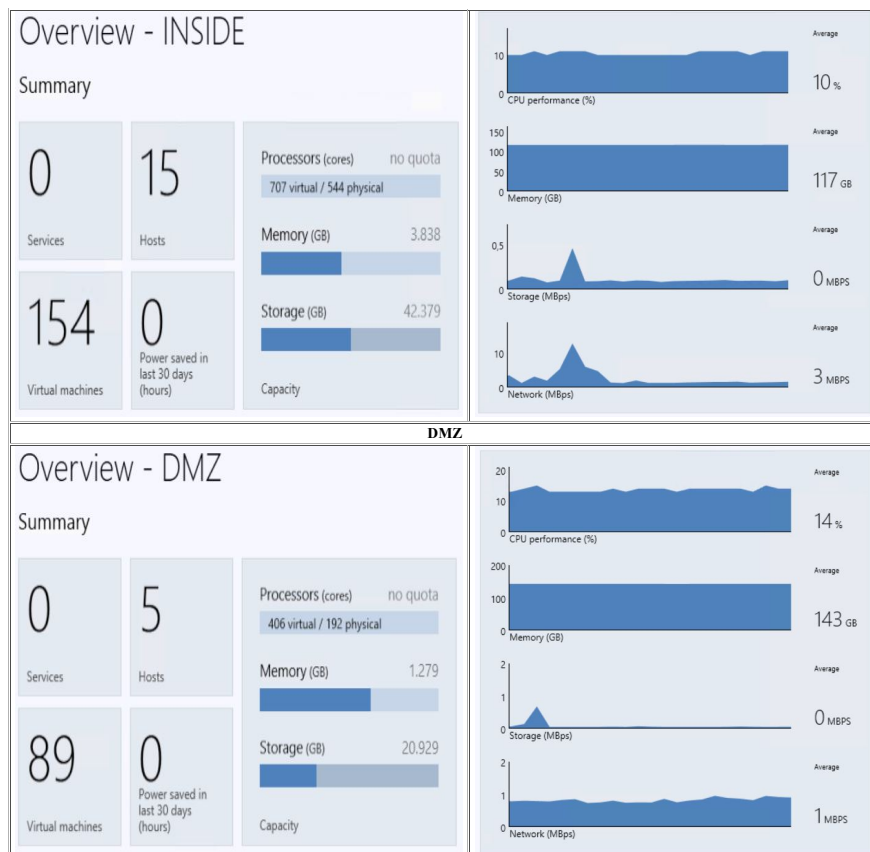 Overview - INSIDE
Summary
0
Services
15
Hosts
154
Virtual machines
0
Power saved in
last 30 days
(hours)
Processors (cores) no quota
707 virtual / 544 physical
Memory (GB) 3.838
Storage (GB) 42.379
Capacity
10
0
CPU performance (%)
Average
10 %
150
100
50
0
Memory (GB)
Average
117 GB
0,5
0
Storage (MBps)
Average
0 MBPS
10
0
Network (MBps)
Average
3 MBPS
DMZ
Overview - DMZ
Summary
0
Services
5
Hosts
89
Virtual machines
0
Power saved in
last 30 days
(hours)
Processors (cores) no quota
406 virtual / 192 physical
Memory (GB) 1.279
Storage (GB) 20.929
Capacity
20
10
0
CPU performance (%)
Average
14 %
200
100
0
Memory (GB)
Average
143 GB
2
1
0
Storage (MBps)
Average
0 MBPS
2
1
0
Network (MBps)
Average
1 MBPS